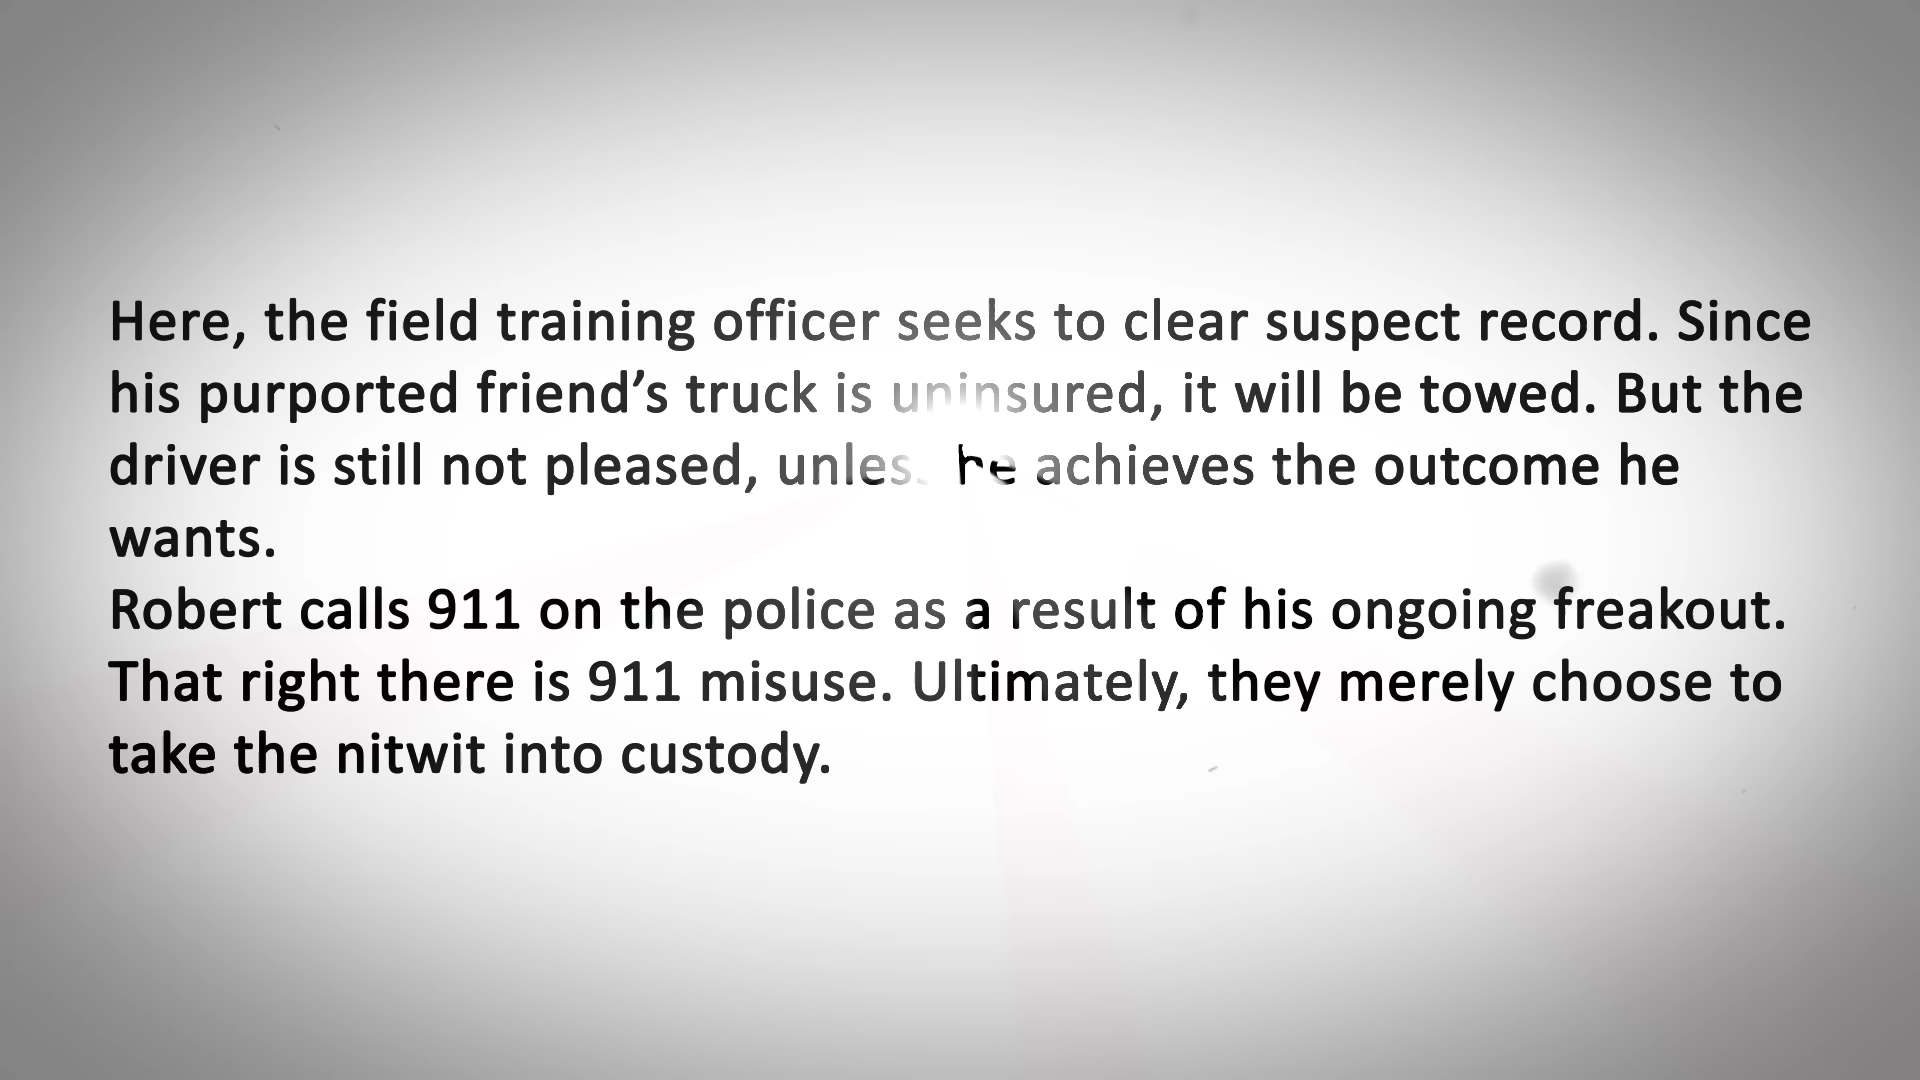 Here, the field training officer seeks to clear suspect record. Since
his purported friend’s truck is uninsured, it will be towed. But the
driver is still not pleased, unless he achieves the outcome he
wants.
Robert calls 911 on the police as a result of his ongoing freakout.
That right there is 911 misuse. Ultimately, they merely choose to
take the nitwit into custody.